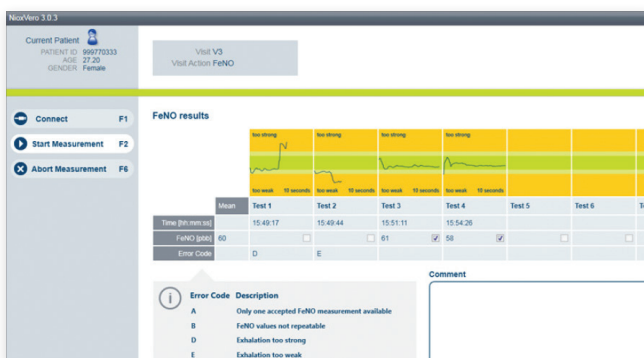 NioxVero 3.0.3
Current Patient
PATIENT ID 999770333
AGE 27.20
GENDER Female
Visit V3
Visit Action FeNO
Connect F1
Start Measurement F2
Abort Measurement F6
FeNO results
too strong too strong too strong too strong
too weak 10 seconds too weak 10 seconds too weak 10 seconds too weak 10 seconds
Mean Test 1 Test 2 Test 3 Test 4 Test 5 Test 6
Time [hh:mm:ss] 15:49:17 15:49:44 15:51:11 15:54:26
FeNO [ppb] 60 61 58
Error Code D E
Comment
i
Error Code Description
A Only one accepted FeNO measurement available
B FeNO values not repeatable
D Exhalation too strong
E Exhalation too weak